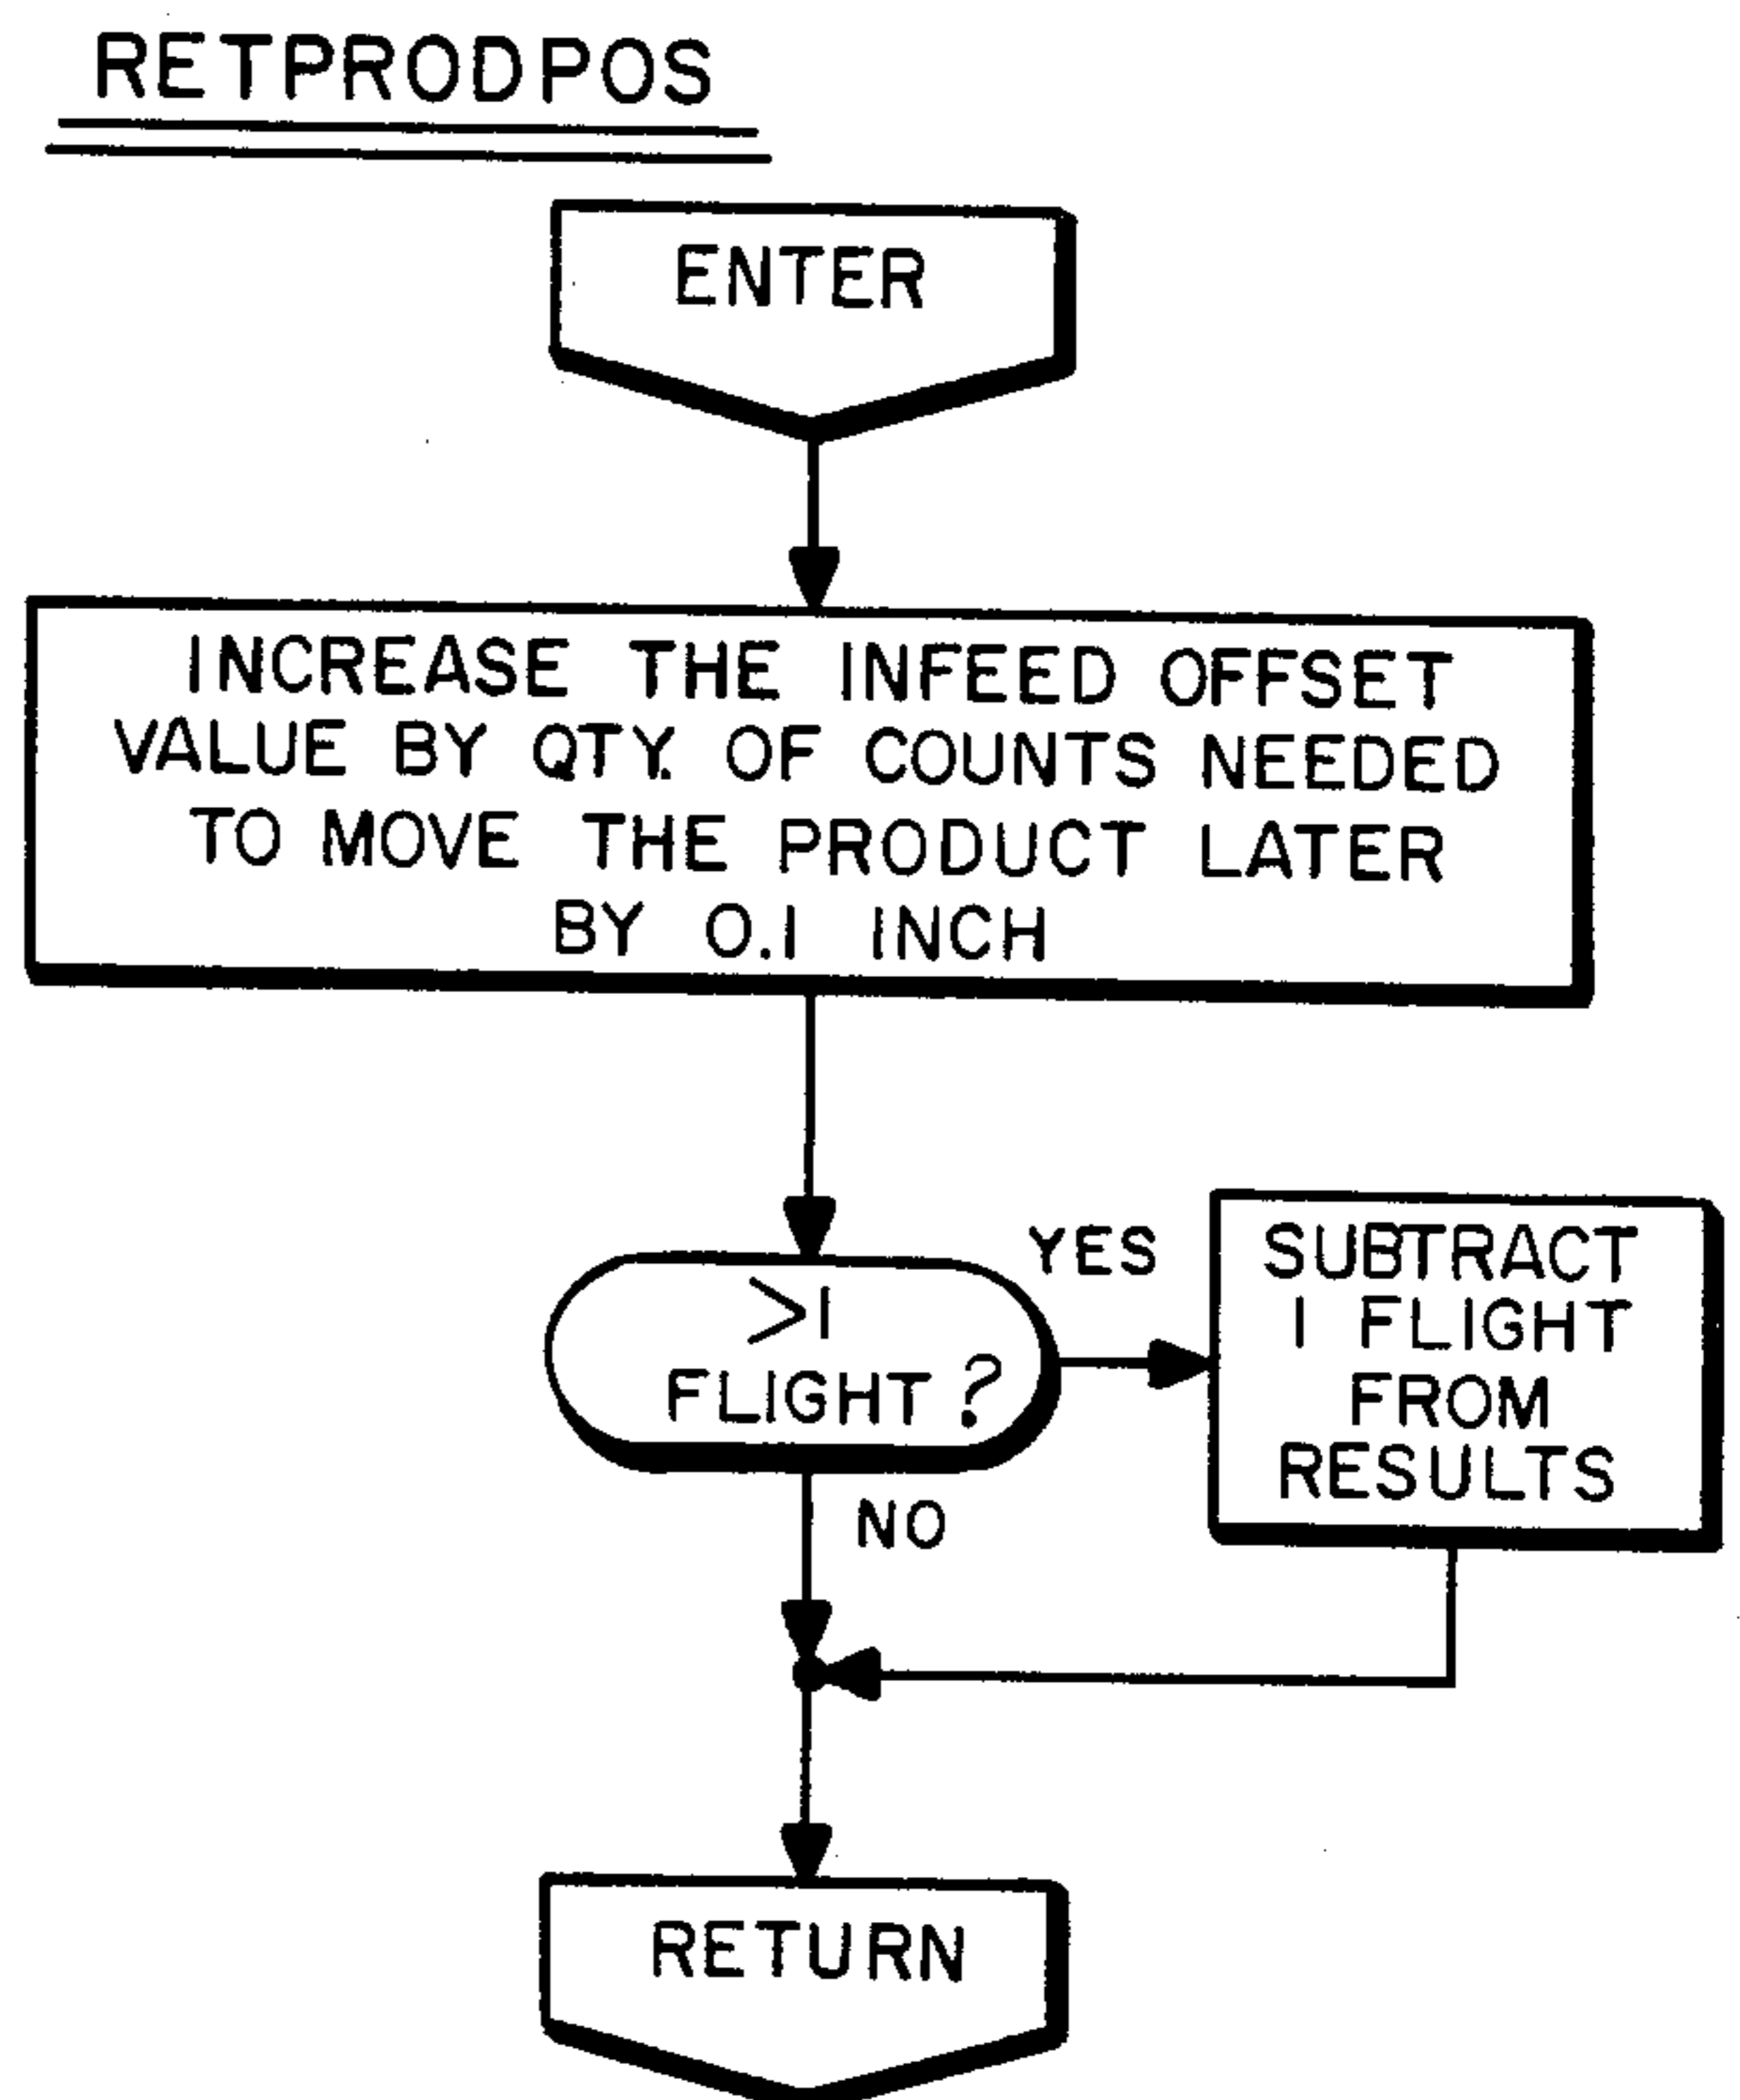 RETPRODPOS
ENTER
INCREASE THE INFEED OFFSET
VALUE BY QTY. OF COUNTS NEEDED
TO MOVE THE PRODUCT LATER
BY 0.1 INCH
>1
FLIGHT?
YES
SUBTRACT
1 FLIGHT
FROM
RESULTS
NO
RETURN